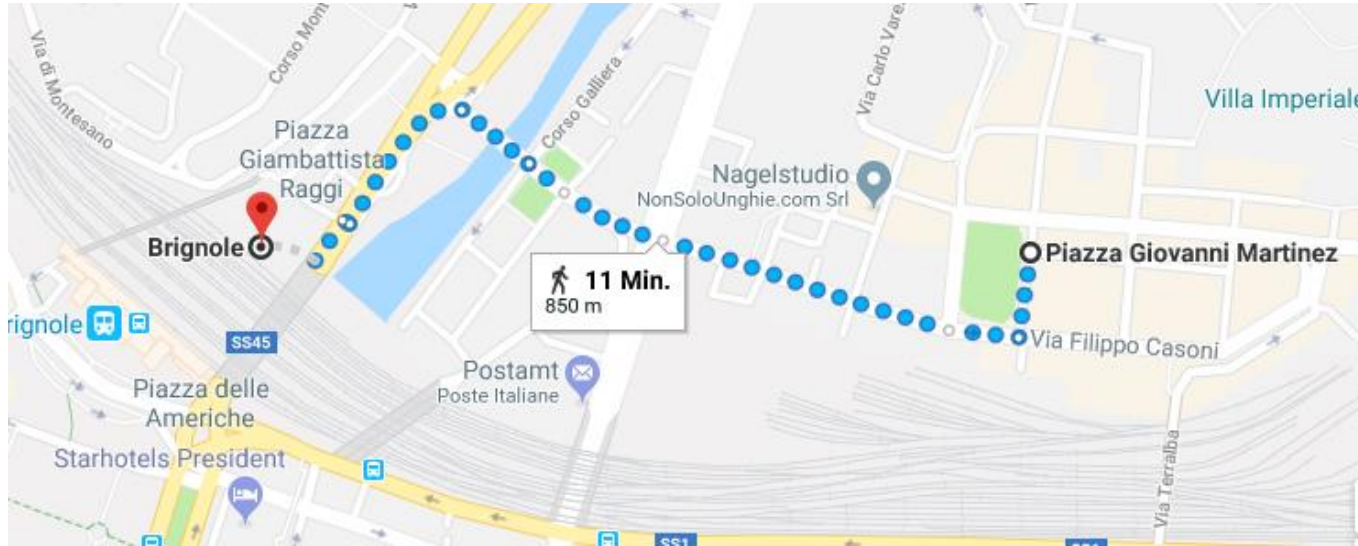 Via di Montesano
Corso Mon
Piazza
Giambattista
Raggi
Corso Galliera
Via Carlo Vares
Villa Imperiale
Nagelstudio
NonSoloUnghie.com Srl
Brignole
Piazza Giovanni Martinez
11 Min.
850 m
rignole
SS45
Via Filippo Casoni
Postamt
Poste Italiane
Piazza delle
Americhe
Starhotels President
Via Terralba
SS1